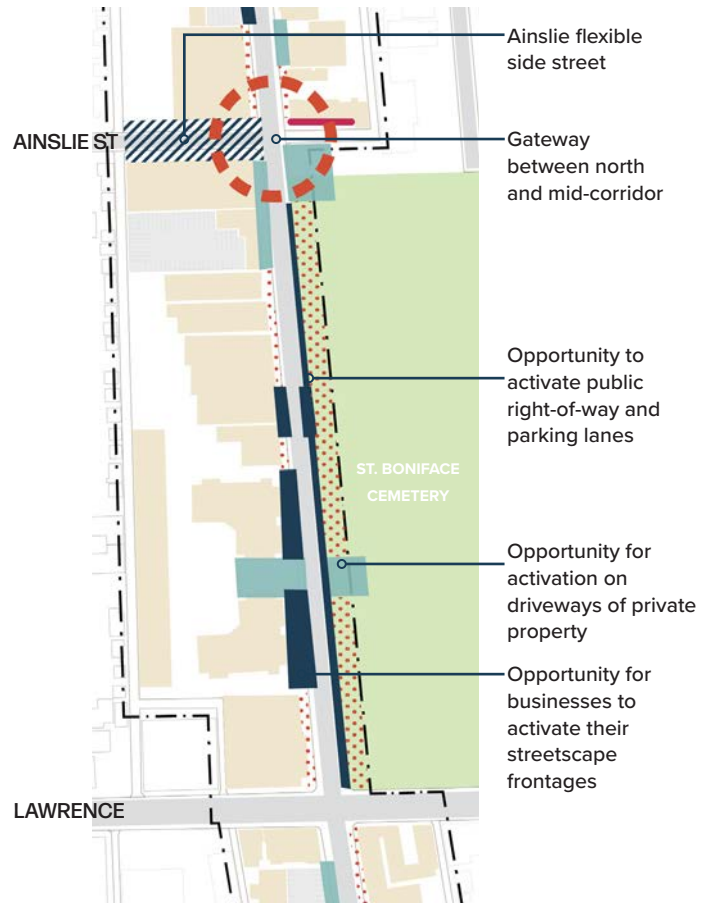 Ainslie flexible
side street
AINSLIE ST
Gateway
between north
and mid-corridor
Opportunity to
activate public
right-of-way and
parking lanes
ST. BONIFACE
CEMETERY
Opportunity for
activation on
driveways of private
property
Opportunity for
businesses to
activate their
streetscape
frontages
LAWRENCE